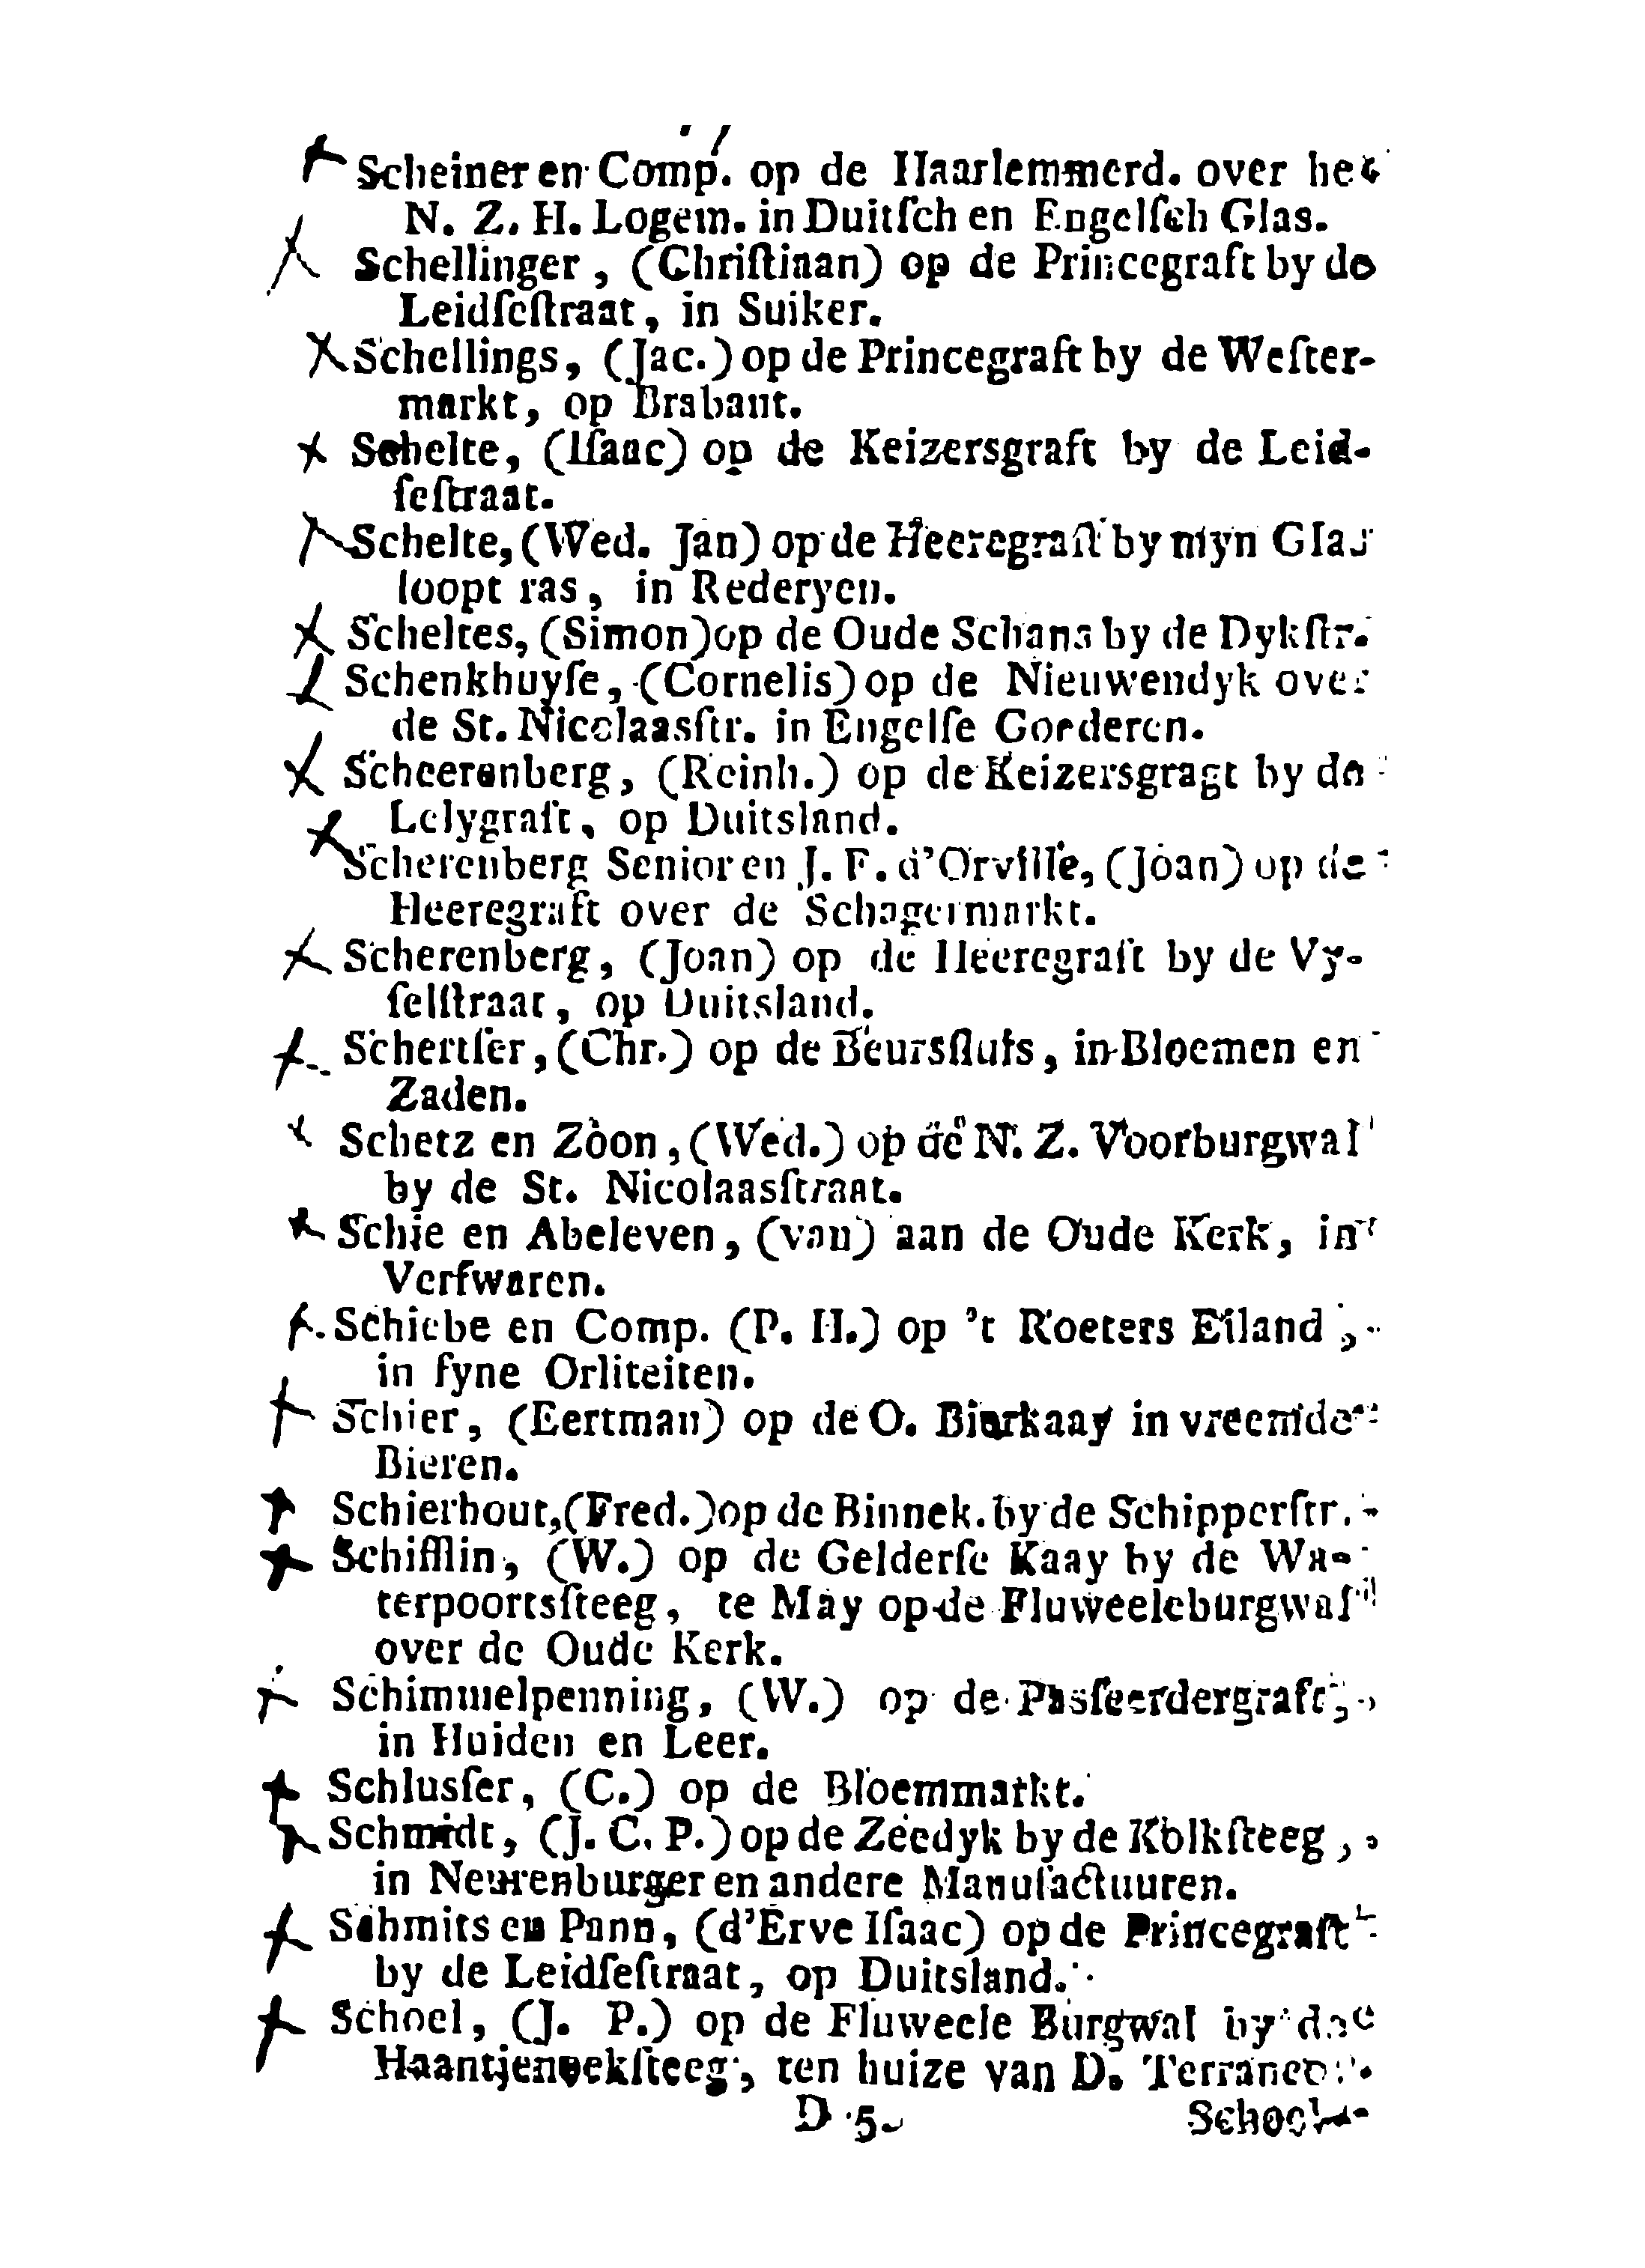 Scheiner en Comp. op de Haarlemmerd. over het
N. Z. H. Logem. in Duitſch en Engelſch Glas.
Schellinger, (Chriſtiaan) op de Princegraft by de
Leidſeſtraat, in Suiker.
Schellings, (Jac.) op de Princegraft by de Weſter-
markt, op Brabant.
Schelte, (Iſaac) op de Keizersgraft by de Leid-
ſeſtraat.
Schelte, (Wed. Jan) op de Heeregraft by myn Glas
loopt ras, in Rederyen.
Scheltes, (Simon) op de Oude Schans by de Dykſtr.
Schenkhuyſe, (Cornelis) op de Nieuwendyk over
de St. Nicolaasſtr. in Engelſe Goederen.
Scheerenberg, (Reinh.) op de Keizersgragt by de
Lelygraft, op Duitsland.
Scherenberg Senior en J. F. d'Orville, (Joan) op de
Heeregraft over de Schagermarkt.
Scherenberg, (Joan) op de Heeregraft by de Vy-
ſelſtraat, op Duitsland.
Schertſer, (Chr.) op de Beursſluis, in Bloemen en
Zaden.
Schetz en Zoon, (Wed.) op de N. Z. Voorburgwal
by de St. Nicolaasſtraat.
Schie en Abeleven, (van) aan de Oude Kerk, in
Verfwaren.
Schiebe en Comp. (P. H.) op 't Roeters Eiland,
in fyne Orliteiten.
Schier, (Eertman) op de O. Bierkaay in vreemde
Bieren.
Schierhout, (Fred.) op de Binnek. by de Schipperſtr.
Schifflin, (W.) op de Gelderſe Kaay by de Wa-
terpoortsſteeg, te May op de Fluweeleburgwal
over de Oude Kerk.
Schimmelpenning, (W.) op de Pasſeerdergraft,
in Huiden en Leer.
Schlusſer, (C.) op de Bloemmarkt.
Schmidt, (J. C. P.) op de Zeedyk by de Kolkſteeg,
in Neurenburger en andere Manufactuuren.
Schmits en Pann, (d'Erve Iſaac) op de Princegraft
by de Leidſeſtraat, op Duitsland.
Schoel, (J. P.) op de Fluweele Burgwal by de
Haantjenbekſteeg, ten huize van D. Terraneo.
D 5